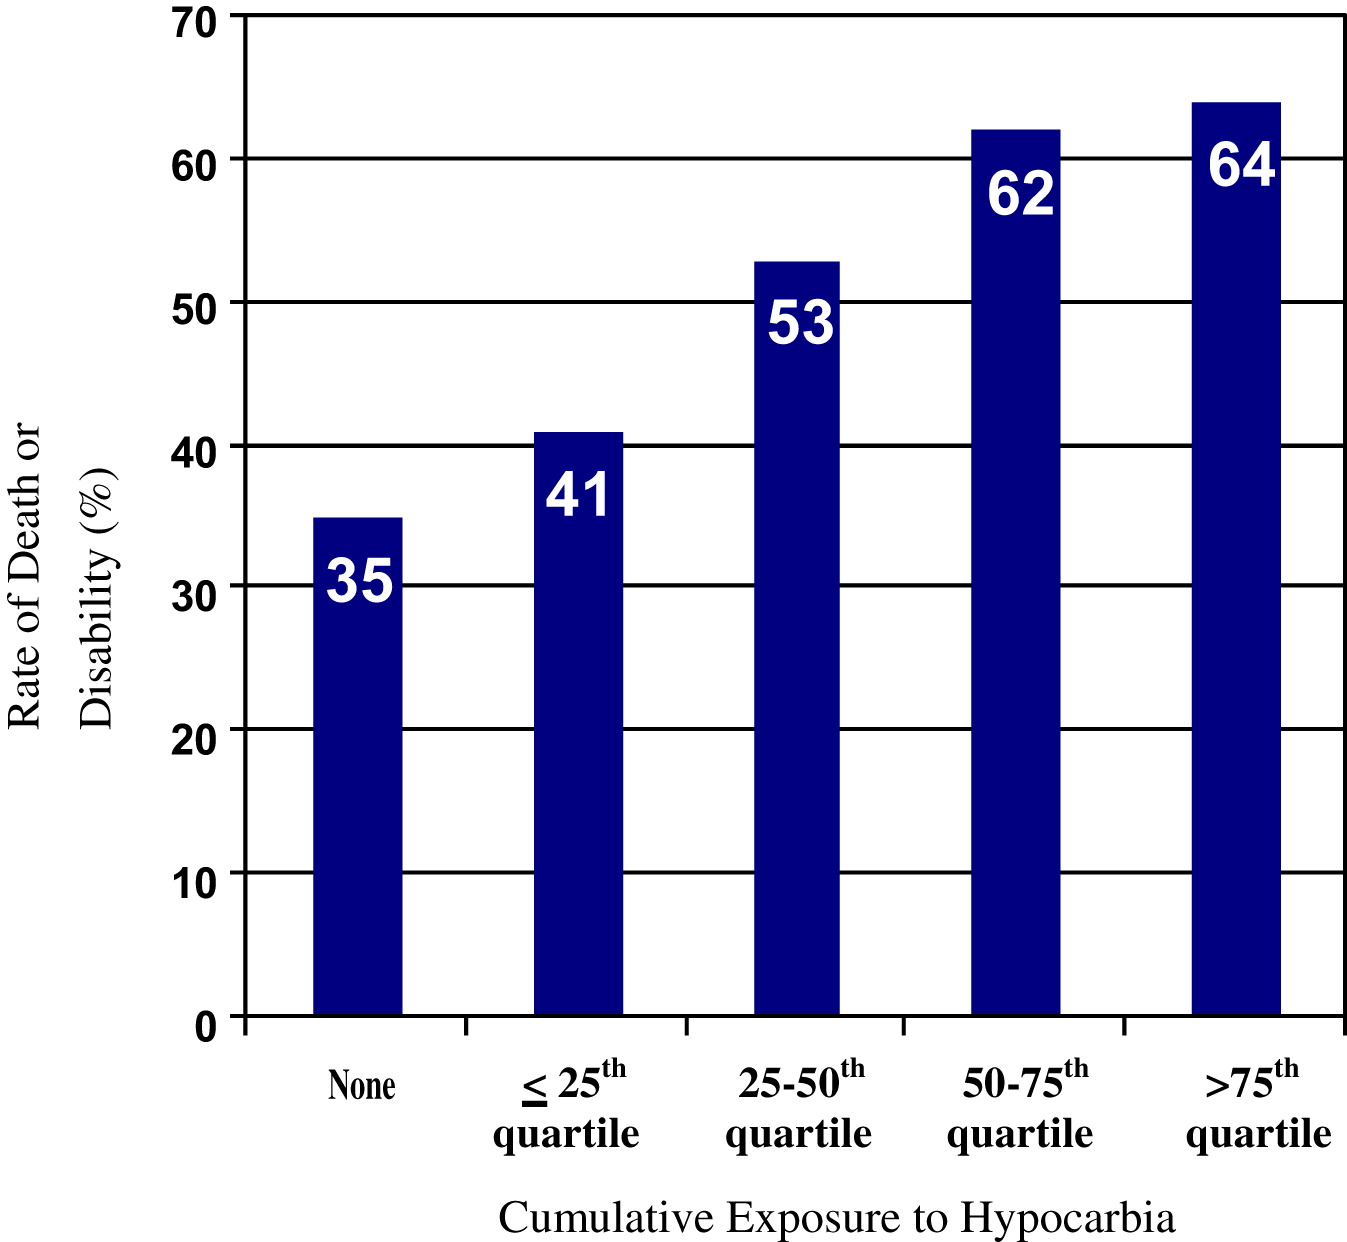 70
60
50
40
30
20
10
0
Rate of Death or
Disability (%)
35
41
53
62
64
None
≤ 25th
quartile
25-50th
quartile
50-75th
quartile
>75th
quartile
Cumulative Exposure to Hypocarbia